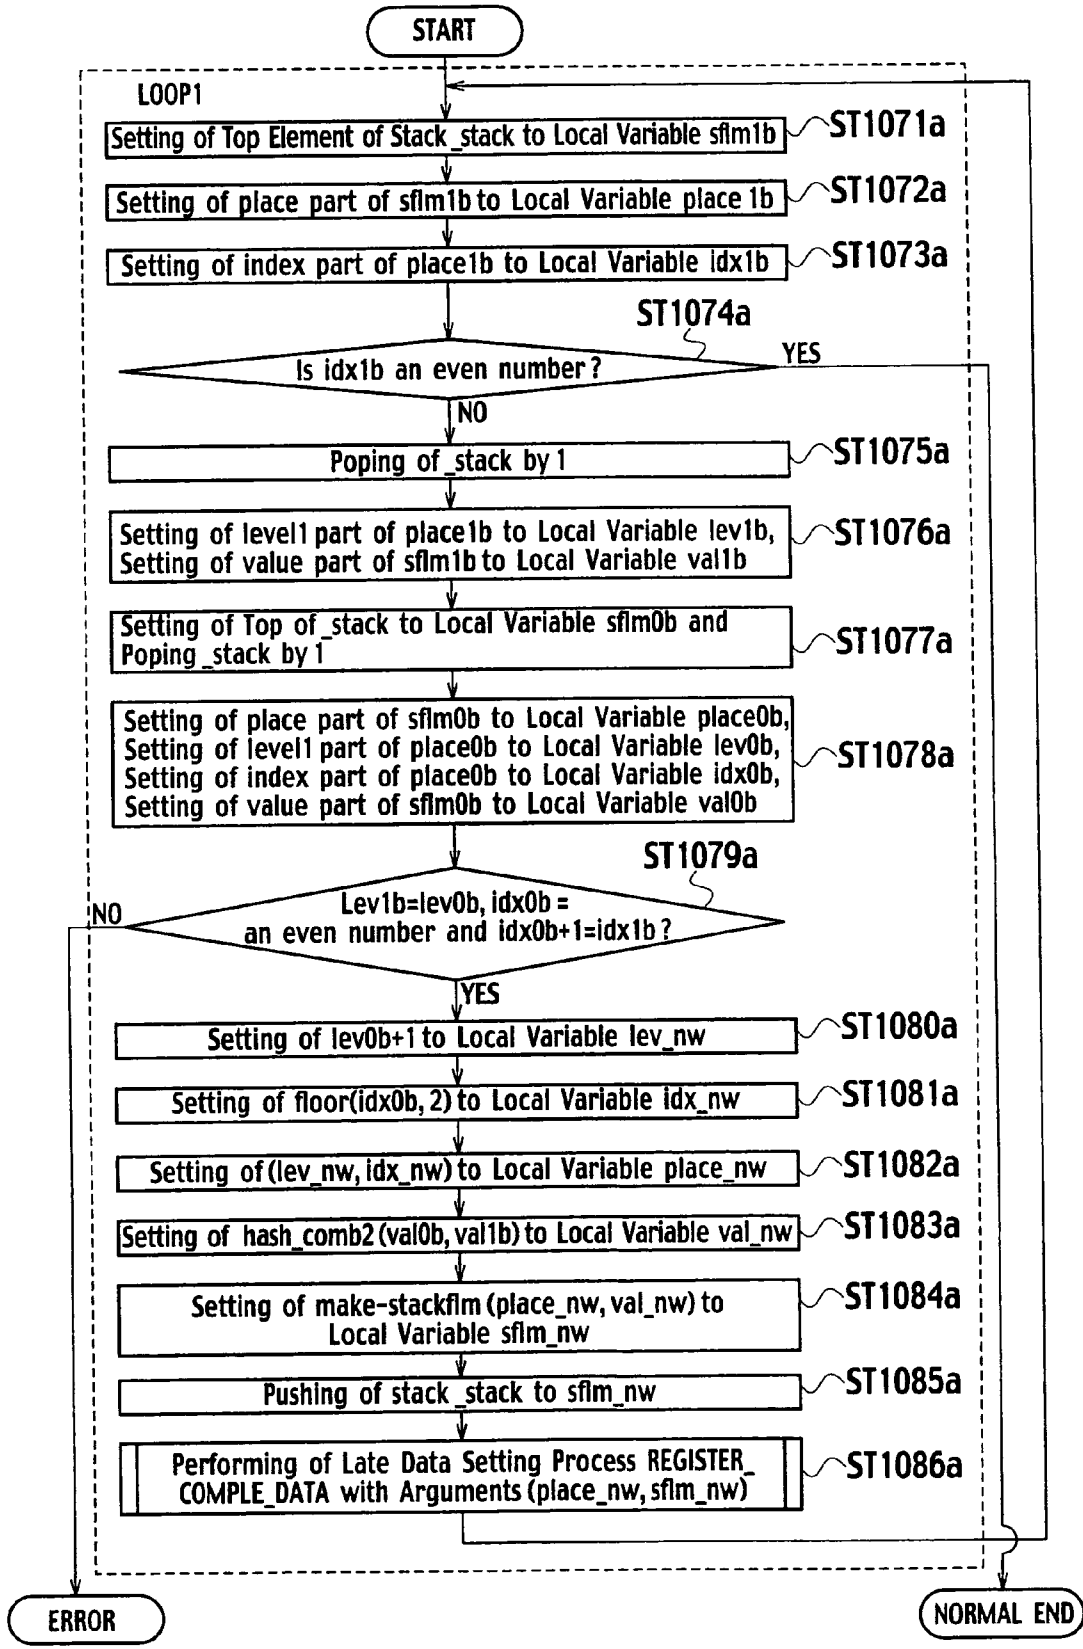 START
LOOP1
Setting of Top Element of Stack_stack to Local Variable sflm1b
ST1071a
Setting of place part of sflm1b to Local Variable place 1b
ST1072a
Setting of index part of place1b to Local Variable idx1b
ST1073a
ST1074a
Is idx1b an even number?
YES
NO
Poping of_stack by 1
ST1075a
Setting of level1 part of place1b to Local Variable lev1b,
Setting of value part of sflm1b to Local Variable val1b
ST1076a
Setting of Top of_stack to Local Variable sflm0b and
Poping_stack by 1
ST1077a
Setting of place part of sflm0b to Local Variable place0b,
Setting of level1 part of place0b to Local Variable lev0b,
Setting of index part of place0b to Local Variable idx0b,
Setting of value part of sflm0b to Local Variable val0b
ST1078a
ST1079a
Lev1b=lev0b, idx0b =
an even number and idx0b+1=idx1b?
NO
YES
Setting of lev0b+1 to Local Variable lev_nw
ST1080a
Setting of floor(idx0b, 2) to Local Variable idx_nw
ST1081a
Setting of (lev_nw, idx_nw) to Local Variable place_nw
ST1082a
Setting of hash_comb2 (val0b, val1b) to Local Variable val_nw
ST1083a
Setting of make-stackflm (place_nw, val_nw) to
Local Variable sflm_nw
ST1084a
Pushing of stack_stack to sflm_nw
ST1085a
Performing of Late Data Setting Process REGISTER_
COMPLE_DATA with Arguments (place_nw, sflm_nw)
ST1086a
ERROR
NORMAL END